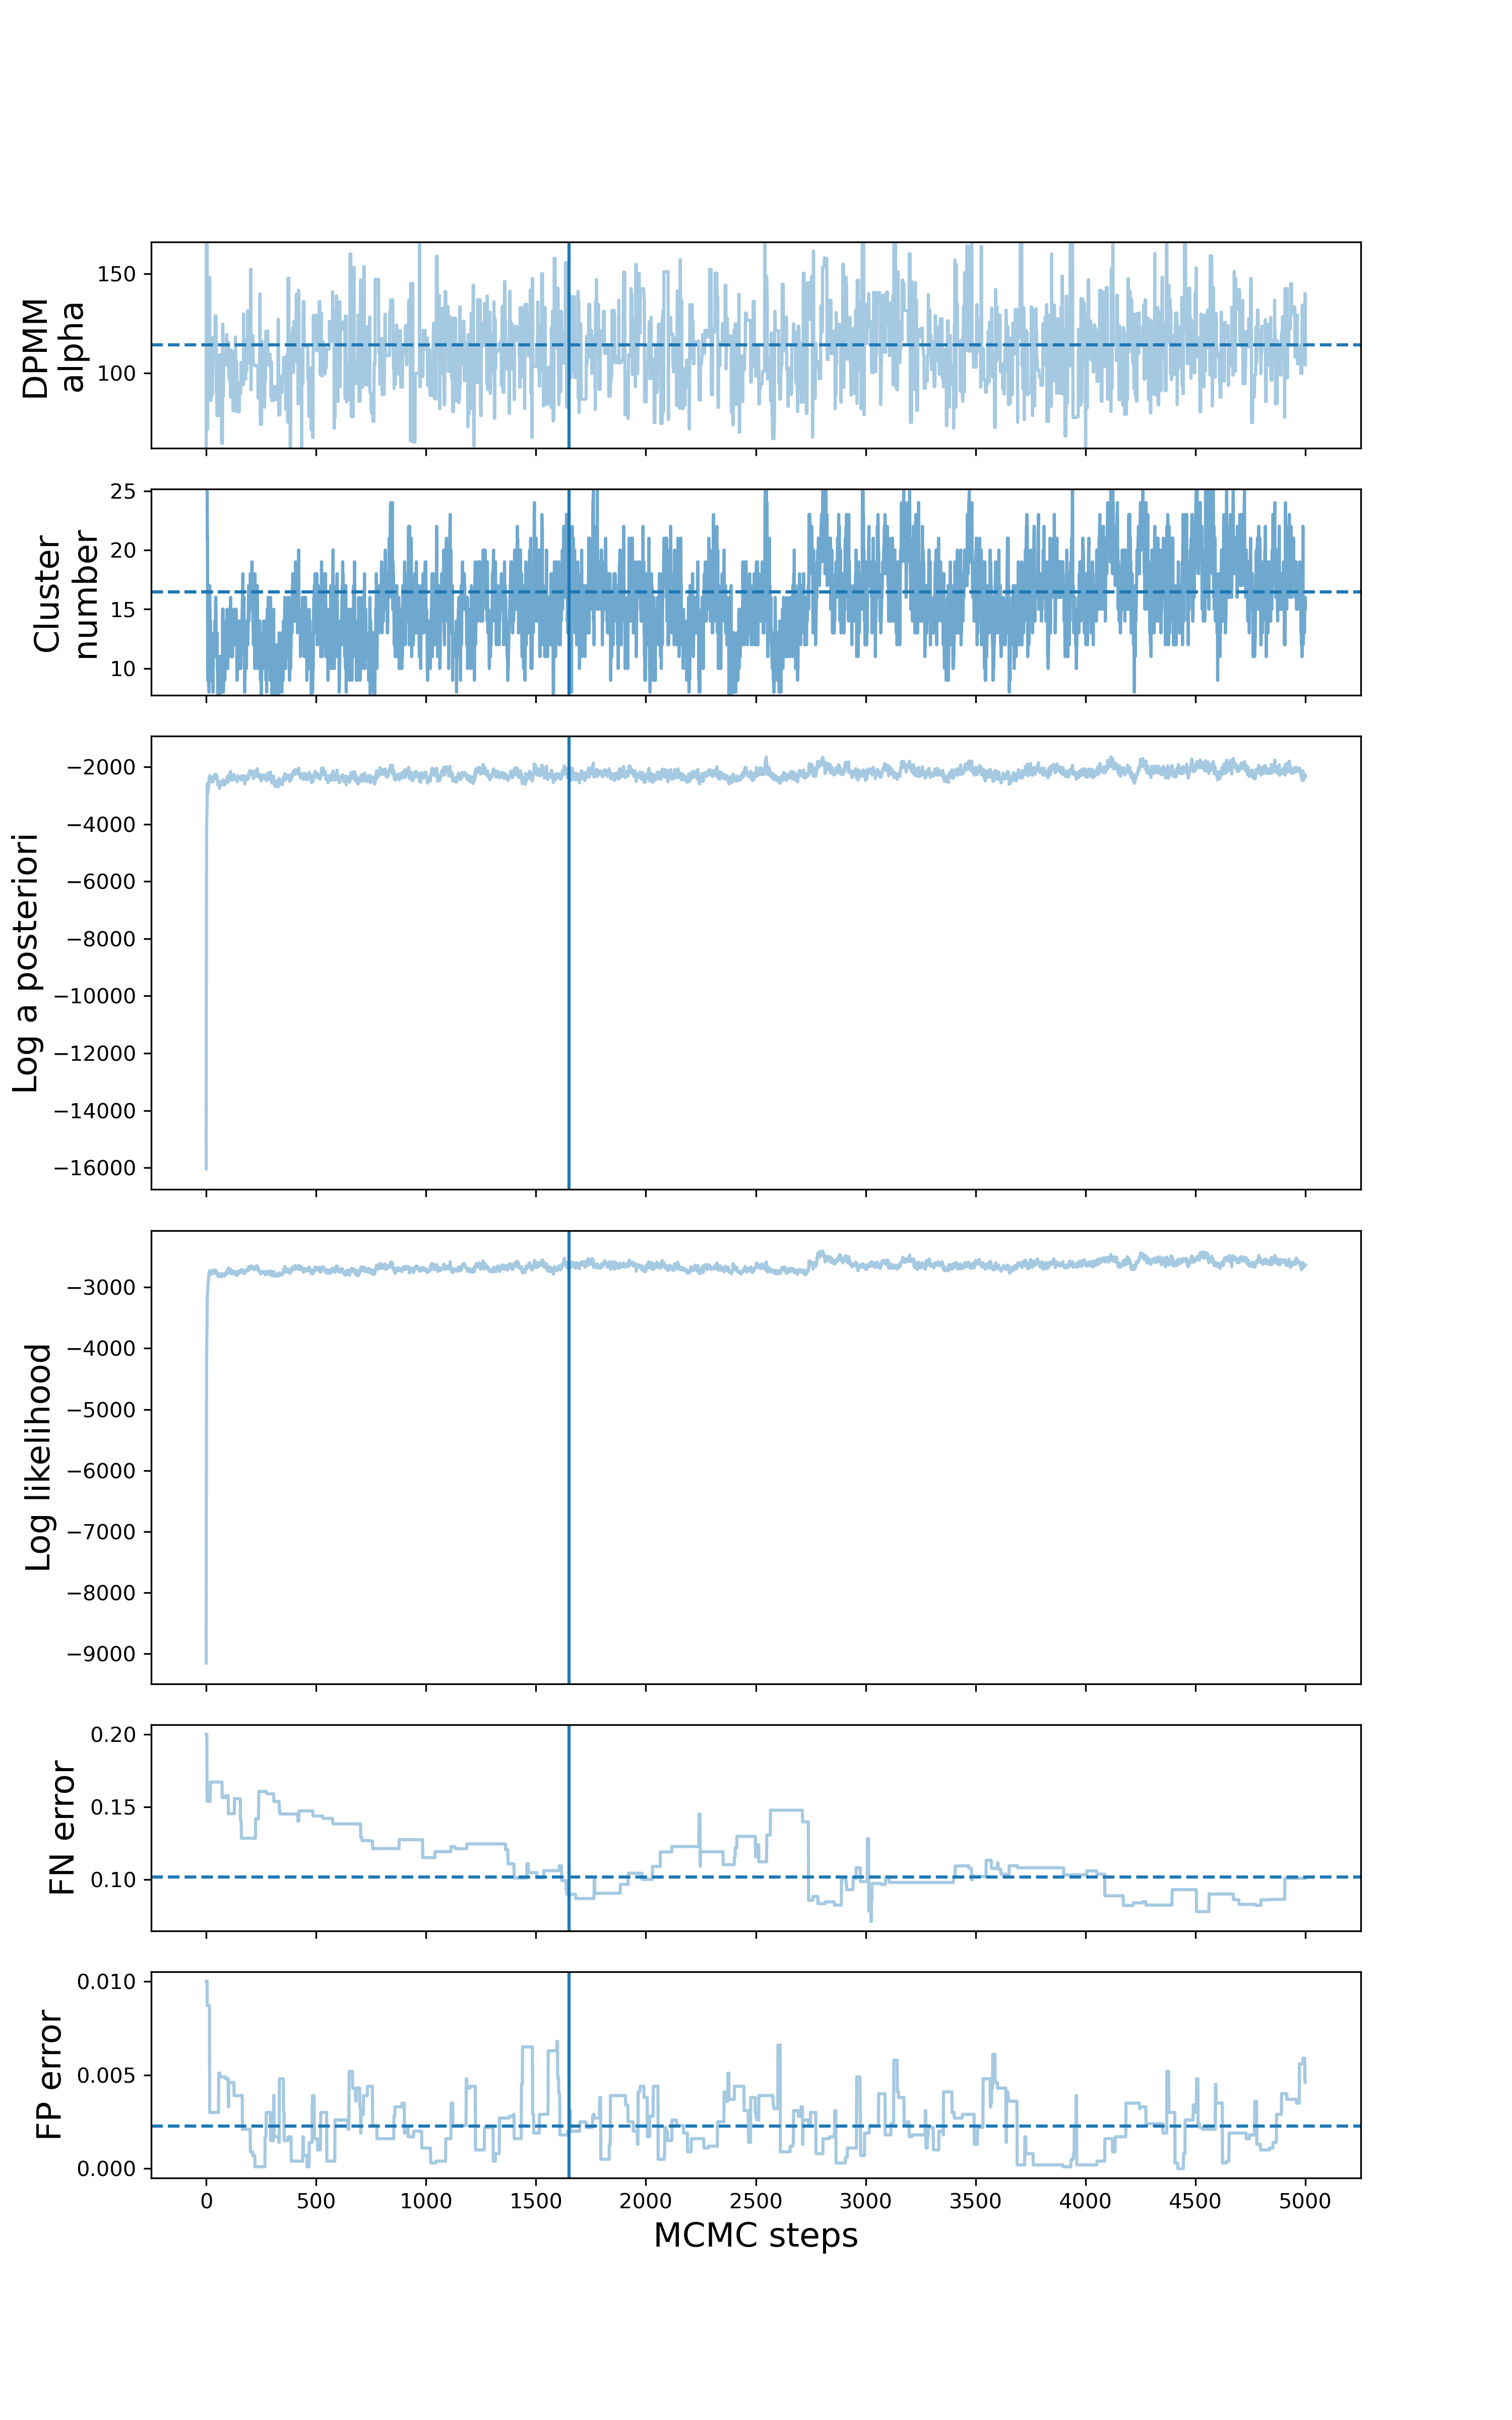 DPMM
alpha
150
100
Cluster
number
25
20
15
10
Log a posteriori
−2000
−4000
−6000
−8000
−10000
−12000
−14000
−16000
Log likelihood
−3000
−4000
−5000
−6000
−7000
−8000
−9000
FN error
0.20
0.15
0.10
FP error
0.010
0.005
0.000
0 500 1000 1500 2000 2500 3000 3500 4000 4500 5000
MCMC steps